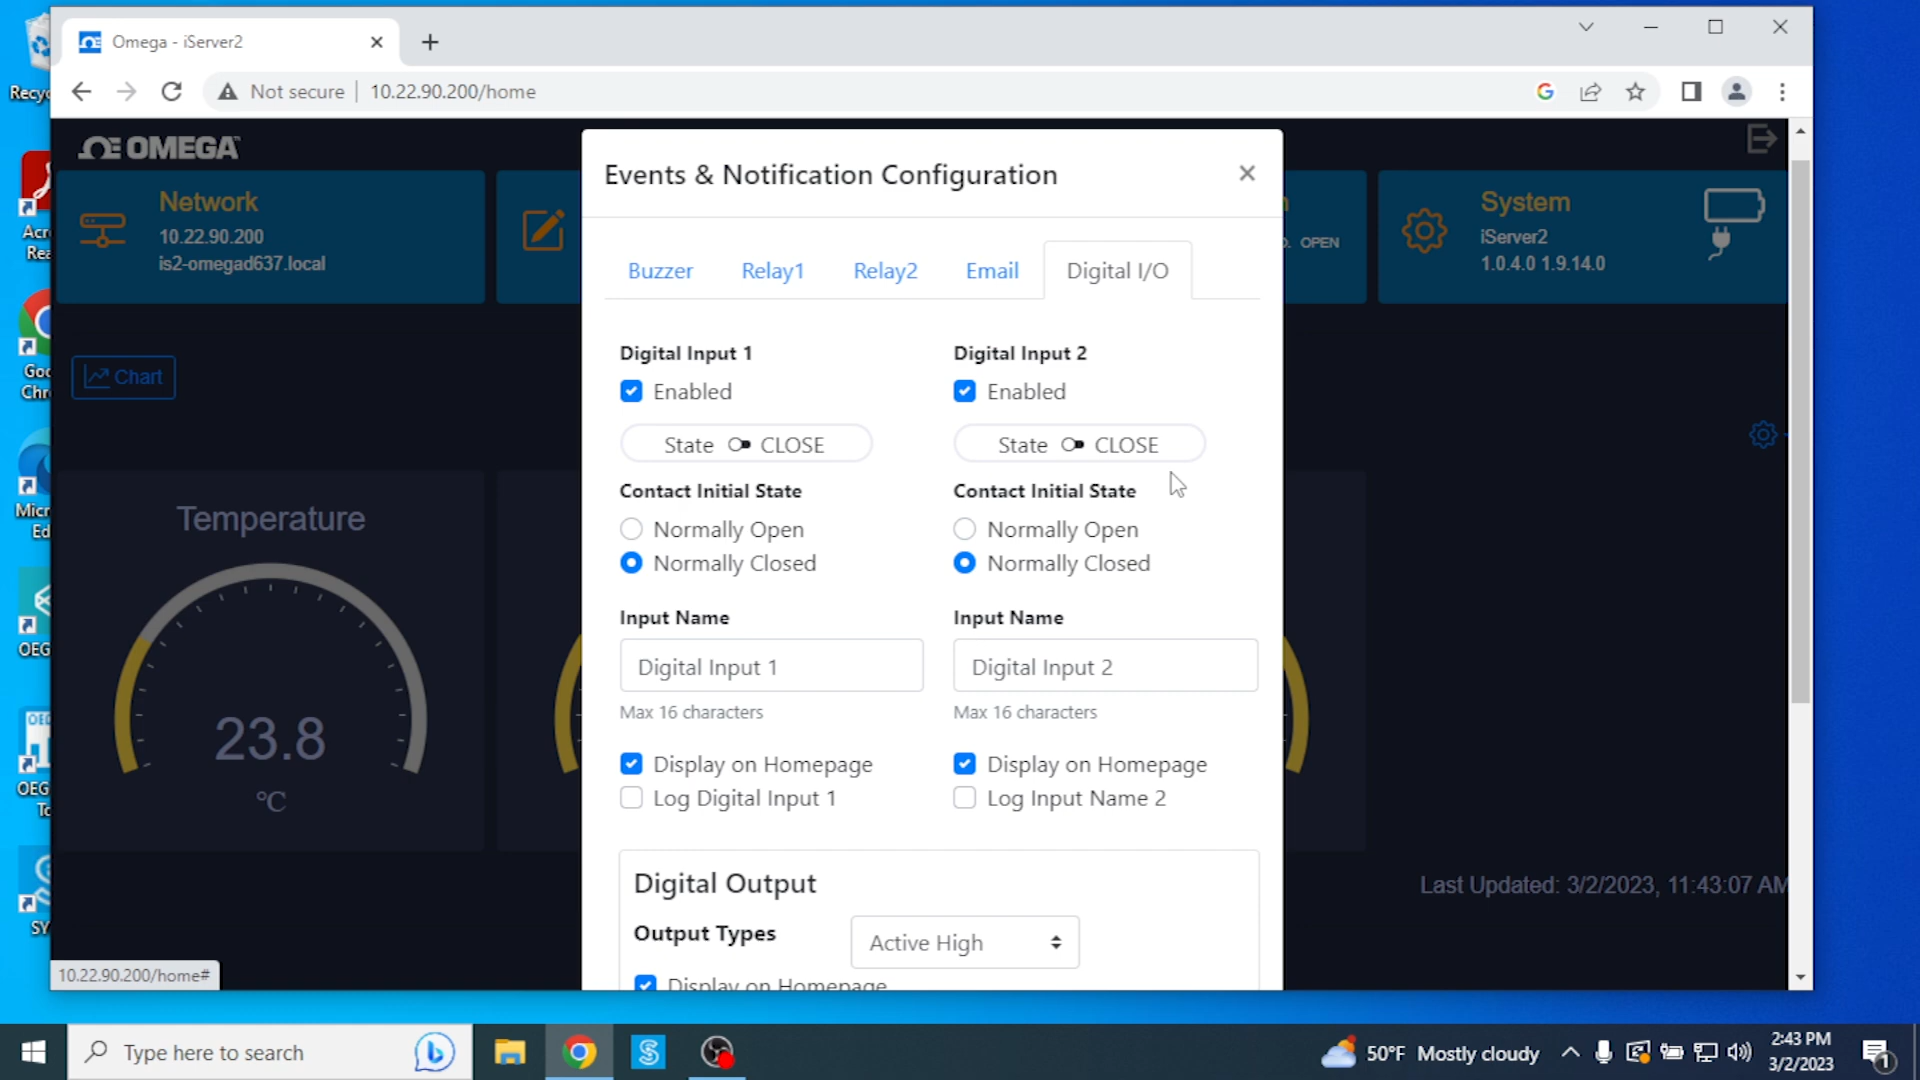 Omega - iServer2
Not secure
10.22.90.200/home
OMEGA
Network
10.22.90.200
is2-omegad637.local
OPEN
System
iServer2
1.0.4.0 1.9.14.0
Chart
Temperature
23.8
°C
Last Updated: 3/2/2023, 11:43:07 AM
10.22.90.200/home#
Events & Notification Configuration
Buzzer
Relay1
Relay2
Email
Digital I/O
Digital Input 1
Enabled
State CLOSE
Contact Initial State
Normally Open
Normally Closed
Input Name
Digital Input 1
Max 16 characters
Display on Homepage
Log Digital Input 1
Digital Input 2
Enabled
State CLOSE
Contact Initial State
Normally Open
Normally Closed
Input Name
Digital Input 2
Max 16 characters
Display on Homepage
Log Input Name 2
Digital Output
Output Types
Active High
Display on Homepage
Type here to search
50°F Mostly cloudy
2:43 PM
3/2/2023
1